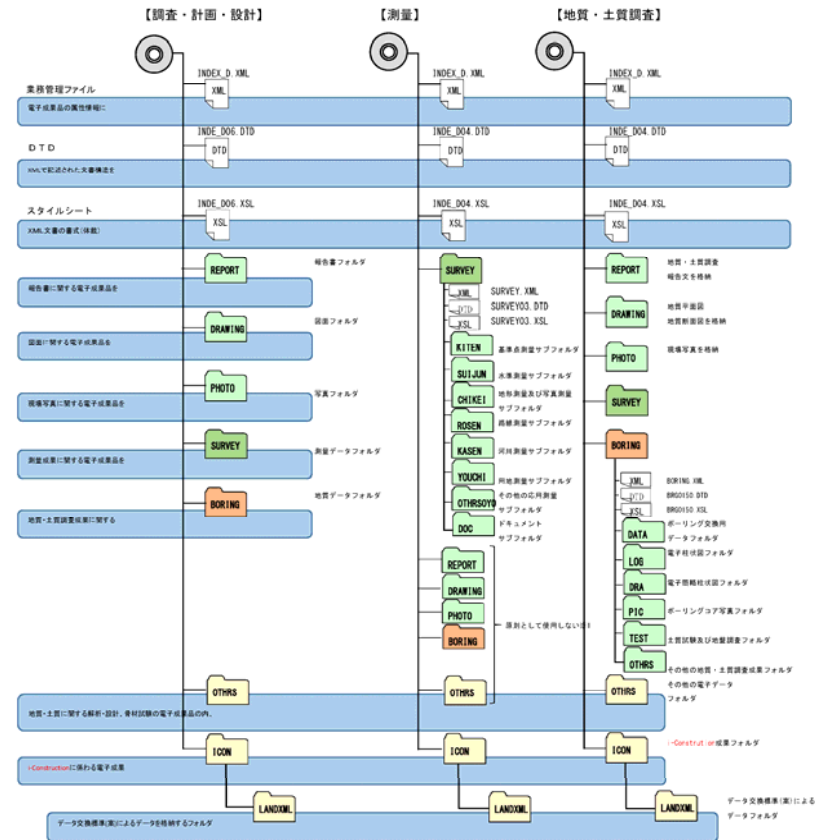 【調査・計画・設計】 【測量】 【地質・土質調査】
INDEX_D.XML INDEX_D.XML INDEX_D.XML
業務管理ファイル XML XML XML
電子成果品の属性情報に
INDE_D06.DTD INDE_D04.DTD INDE_D04.DTD
DTD DTD DTD DTD
XMLで記述された文書構造を
INDE_D06.XSL INDE_D04.XSL INDE_D04.XSL
スタイルシート XSL XSL XSL
XML文書の書式(体裁)
REPORT 報告書フォルダ
報告書に関する電子成果品を
DRAWING 図面フォルダ
図面に関する電子成果品を
PHOTO 写真フォルダ
現場写真に関する電子成果品を
SURVEY 測量データフォルダ
測量成果に関する電子成果品を
BORING 地質データフォルダ
地質・土質調査成果に関する
SURVEY
XML SURVEY.XML
DTD SURVEY03.DTD
XSL SURVEY03.XSL
KITEN 基準点測量サブフォルダ
SUIJUN 水準測量サブフォルダ
CHIKEI 地形測量及び写真測量
サブフォルダ
ROSEN 路線測量サブフォルダ
KASEN 河川測量サブフォルダ
YOUCHI 用地測量サブフォルダ
OTHRSOYO その他の応用測量
サブフォルダ
DOC ドキュメント
サブフォルダ
REPORT
DRAWING
PHOTO
BORING
原則として使用しない
REPORT 地質・土質調査
報告文を格納
DRAWING 地質平面図
地質断面図を格納
PHOTO 現場写真を格納
SURVEY
BORING
XML BORING.XML
DTD BRG0150.DTD
XSL BRG0150.XSL
DATA ボーリング交換用
データフォルダ
LOG 電子柱状図フォルダ
DRA 電子簡略柱状図フォルダ
PIC ボーリングコア写真フォルダ
TEST 土質試験及び地盤調査フォルダ
OTHRS その他の地質・土質調査成果フォルダ
OTHRS OTHRS OTHRS その他の電子データ
フォルダ
地質・土質に関する解析・設計、骨材試験の電子成果品の内、
ICON ICON ICON i-Construction成果フォルダ
i-Constructionに係わる電子成果
LANDXML LANDXML LANDXML データ交換標準(案)による
データフォルダ
データ交換標準(案)によるデータを格納するフォルダ